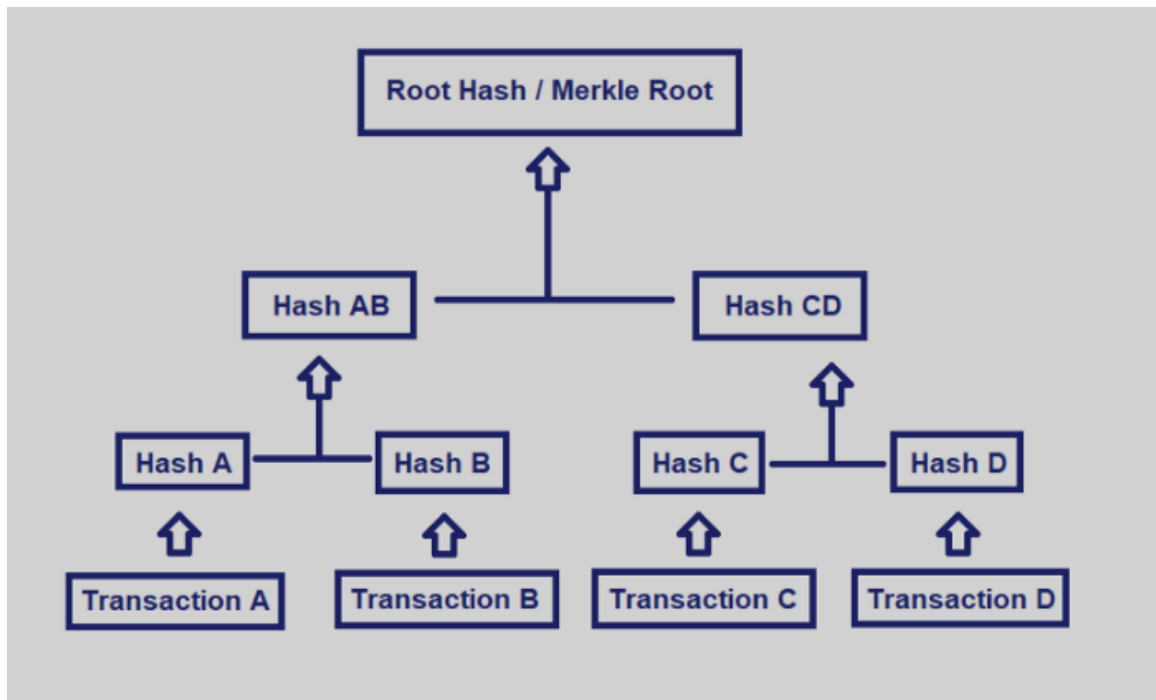 Root Hash / Merkle Root
Hash AB
Hash CD
Hash A
Hash B
Hash C
Hash D
Transaction A
Transaction B
Transaction C
Transaction D